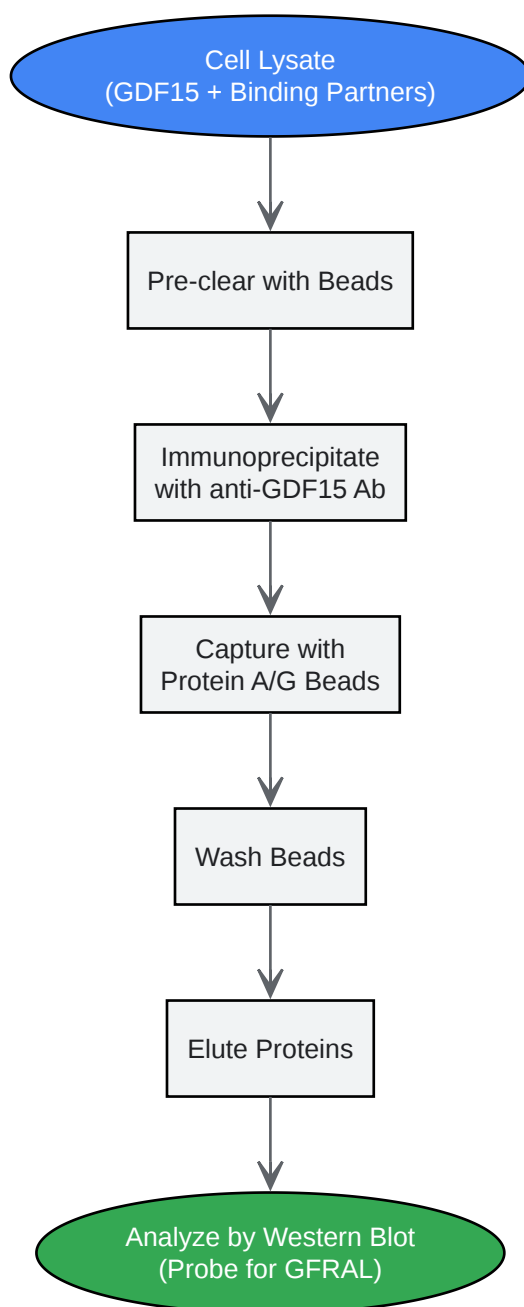 Cell Lysate
(GDF15 + Binding Partners)
Pre-clear with Beads
Immunoprecipitate
with anti-GDF15 Ab
Capture with
Protein A/G Beads
Wash Beads
Elute Proteins
Analyze by Western Blot
(Probe for GFRAL)